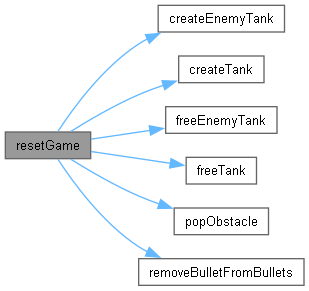 createEnemyTank
createTank
freeEnemyTank
resetGame
freeTank
popObstacle
removeBulletFromBullets